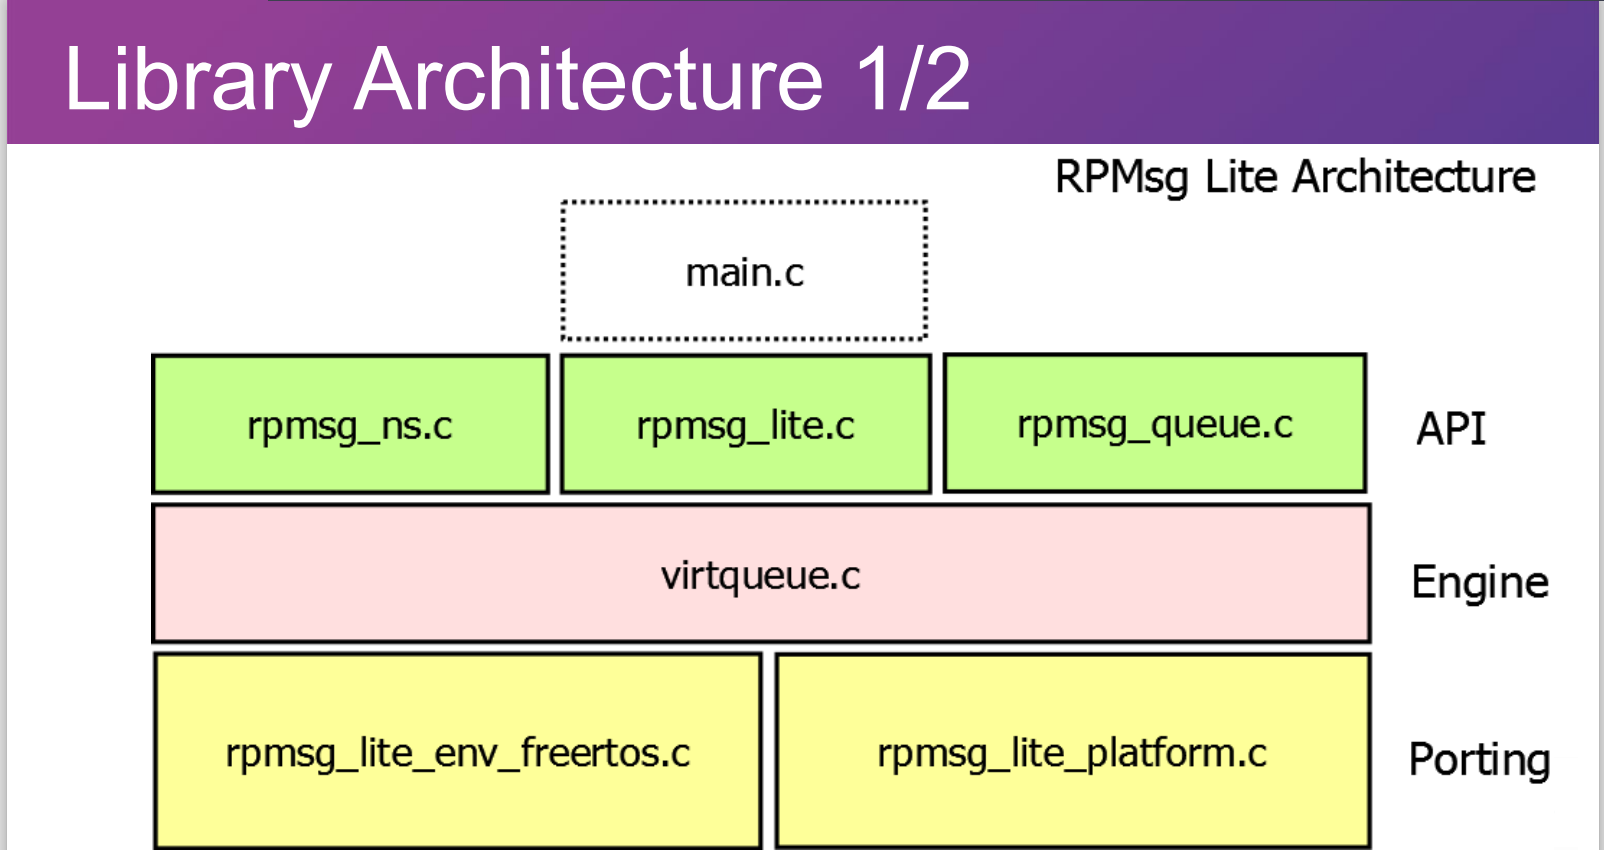 Library Architecture 1/2
RPMsg Lite Architecture
main.c
rpmsg_ns.c
rpmsg_lite.c
rpmsg_queue.c
API
virtqueue.c
Engine
rpmsg_lite_env_freertos.c
rpmsg_lite_platform.c
Porting